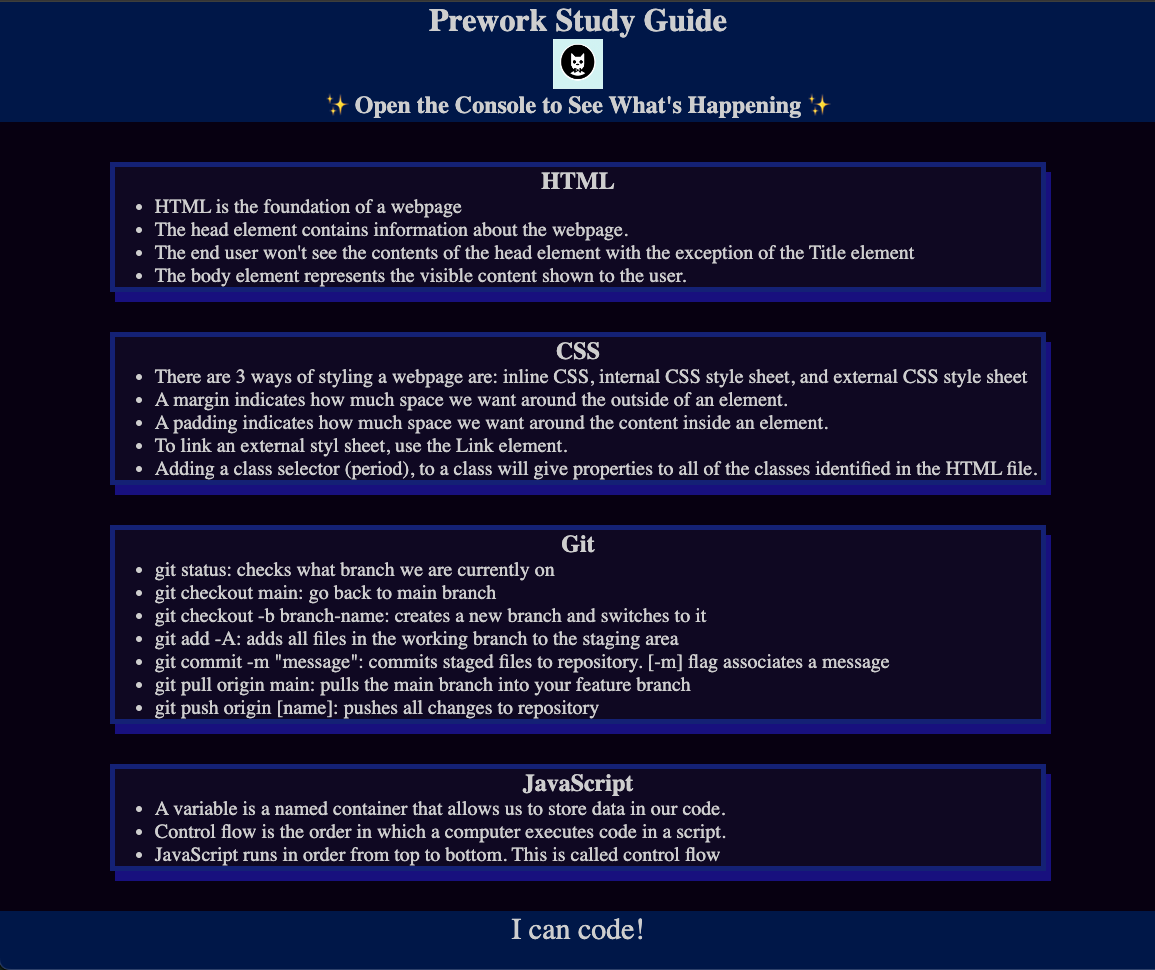 Prework Study Guide
✨ Open the Console to See What's Happening ✨
HTML
• HTML is the foundation of a webpage
• The head element contains information about the webpage.
• The end user won't see the contents of the head element with the exception of the Title element
• The body element represents the visible content shown to the user.
CSS
• There are 3 ways of styling a webpage are: inline CSS, internal CSS style sheet, and external CSS style sheet
• A margin indicates how much space we want around the outside of an element.
• A padding indicates how much space we want around the content inside an element.
• To link an external styl sheet, use the Link element.
• Adding a class selector (period), to a class will give properties to all of the classes identified in the HTML file.
Git
• git status: checks what branch we are currently on
• git checkout main: go back to main branch
• git checkout -b branch-name: creates a new branch and switches to it
• git add -A: adds all files in the working branch to the staging area
• git commit -m "message": commits staged files to repository. [-m] flag associates a message
• git pull origin main: pulls the main branch into your feature branch
• git push origin [name]: pushes all changes to repository
JavaScript
• A variable is a named container that allows us to store data in our code.
• Control flow is the order in which a computer executes code in a script.
• JavaScript runs in order from top to bottom. This is called control flow
I can code!